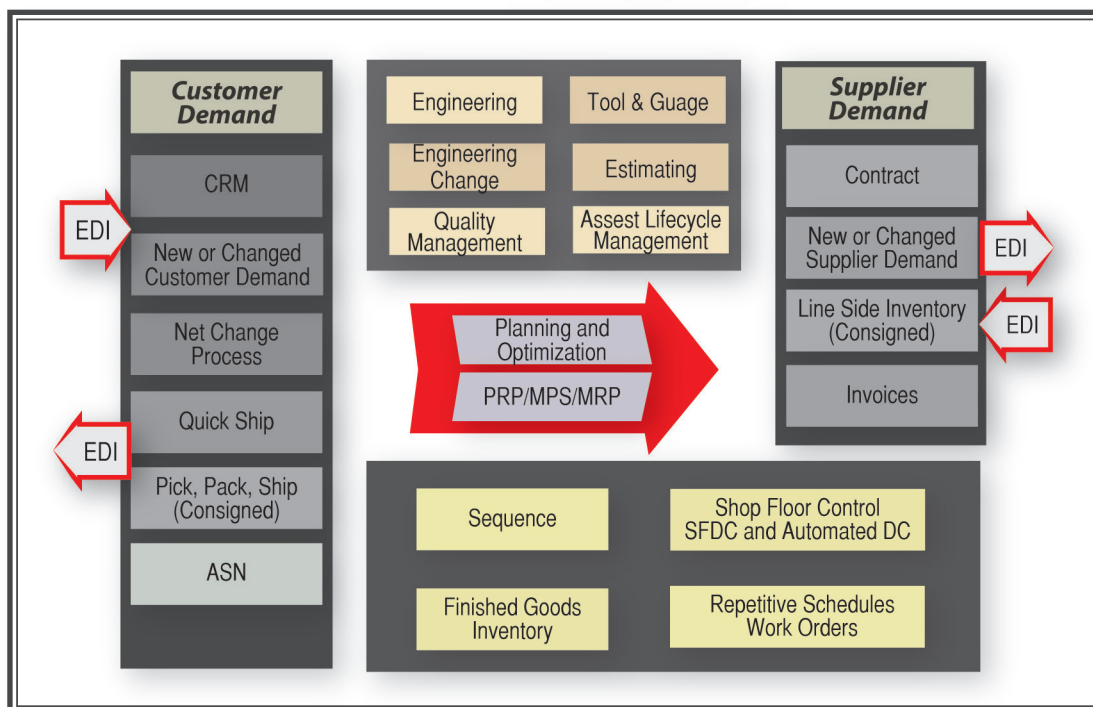 Customer
Demand
CRM
EDI
New or Changed
Customer Demand
Net Change
Process
Quick Ship
EDI
Pick, Pack, Ship
(Consigned)
ASN
Engineering
Tool & Guage
Engineering
Change
Estimating
Quality
Management
Assest Lifecycle
Management
Planning and
Optimization
PRP/MPS/MRP
Sequence
Shop Floor Control
SFDC and Automated DC
Finished Goods
Inventory
Repetitive Schedules
Work Orders
Supplier
Demand
Contract
New or Changed
Supplier Demand
EDI
Line Side Inventory
(Consigned)
EDI
Invoices